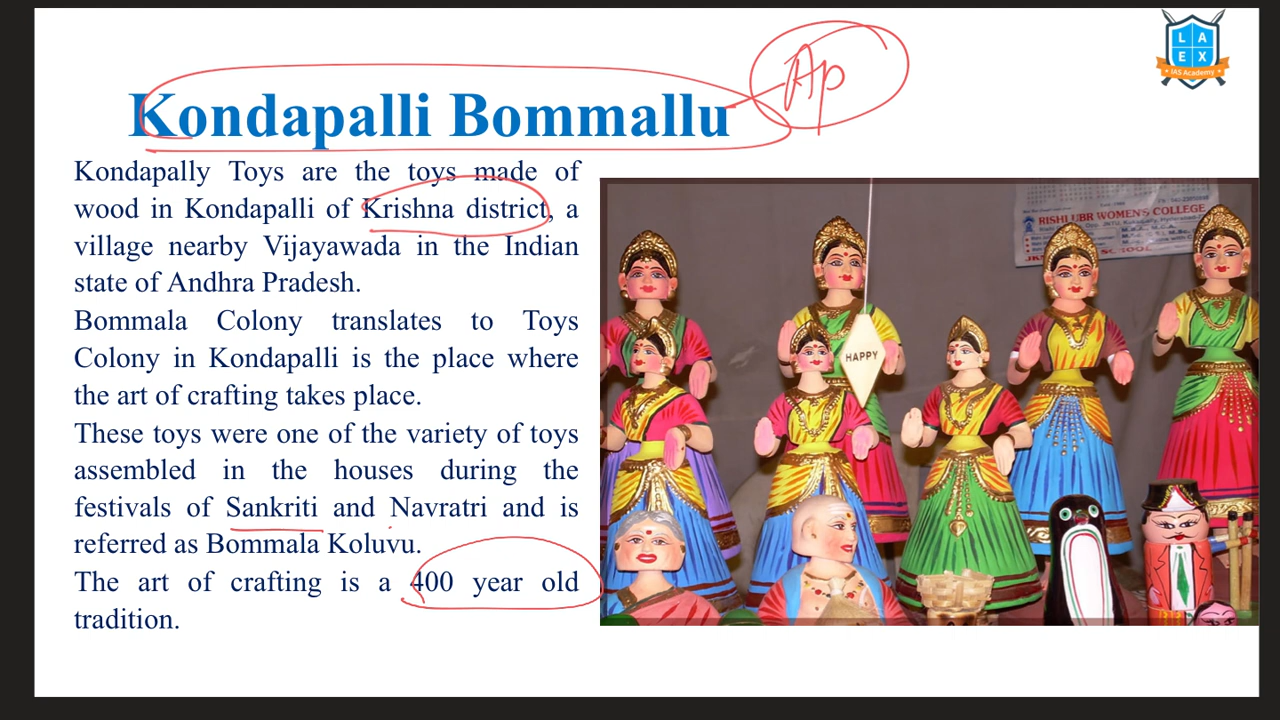 L A
E X
IAS Academy
Ap
Kondapalli Bommallu
Kondapally Toys are the toys made of
wood in Kondapalli of Krishna district, a
village nearby Vijayawada in the Indian
state of Andhra Pradesh.
Bommala Colony translates to Toys
Colony in Kondapalli is the place where
the art of crafting takes place.
These toys were one of the variety of toys
assembled in the houses during the
festivals of Sankriti and Navratri and is
referred as Bommala Koluvu.
The art of crafting is a 400 year old
tradition.
RISHI UBR WOMEN'S COLLEGE
HAPPY